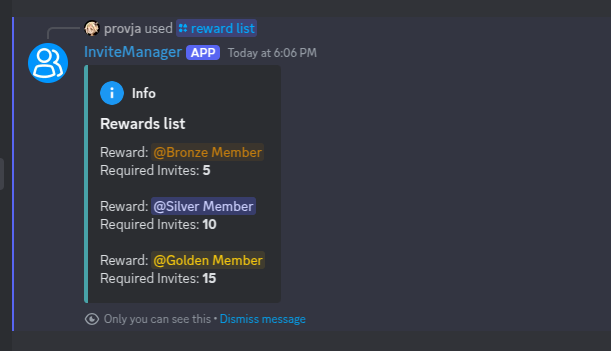 provja used reward list
InviteManager APP Today at 6:06 PM
Info
Rewards list
Reward: @Bronze Member
Required Invites: 5
Reward: @Silver Member
Required Invites: 10
Reward: @Golden Member
Required Invites: 15
Only you can see this • Dismiss message